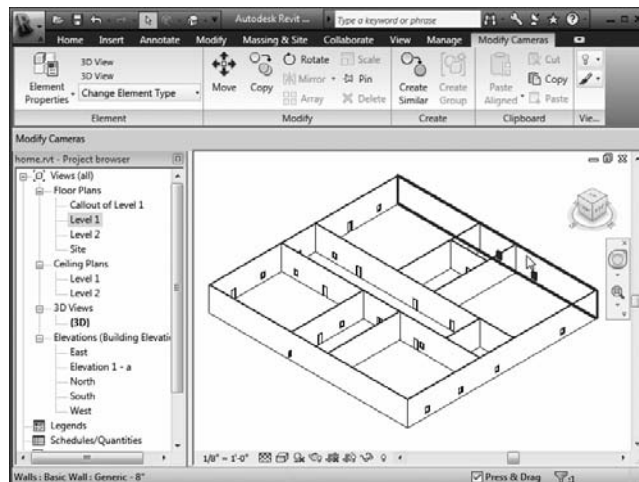 Autodesk Revit ...
Type a keyword or phrase
Home Insert Annotate Modify Massing & Site Collaborate View Manage Modify Cameras
Element Properties
3D View
3D View
Change Element Type
Move
Copy
Rotate
Mirror
Array
Scale
Pin
Delete
Create Similar
Create Group
Paste Aligned
Cut
Copy
Paste
Element Modify Create Clipboard Vie...
Modify Cameras
home.rvt - Project browser
Views (all)
Floor Plans
Callout of Level 1
Level 1
Level 2
Site
Ceiling Plans
Level 1
Level 2
3D Views
{3D}
Elevations (Building Elevati
East
Elevation 1 - a
North
South
West
Legends
Schedules/Quantities
1/8" = 1'-0"
Walls : Basic Wall : Generic - 8"
Press & Drag
:1